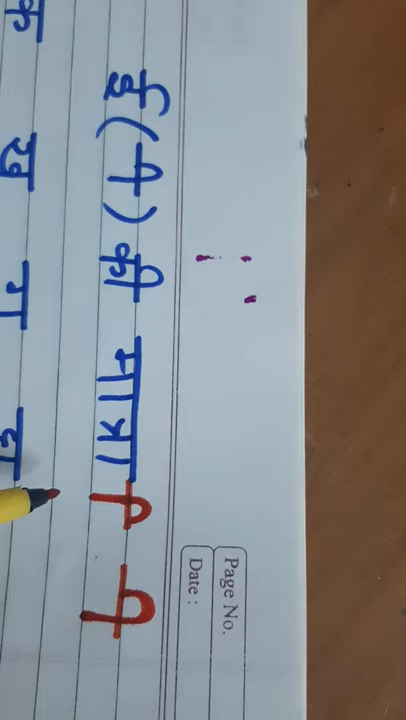 Page No.
Date :
ई ( ी ) की मात्रा ि ी
क ख ग